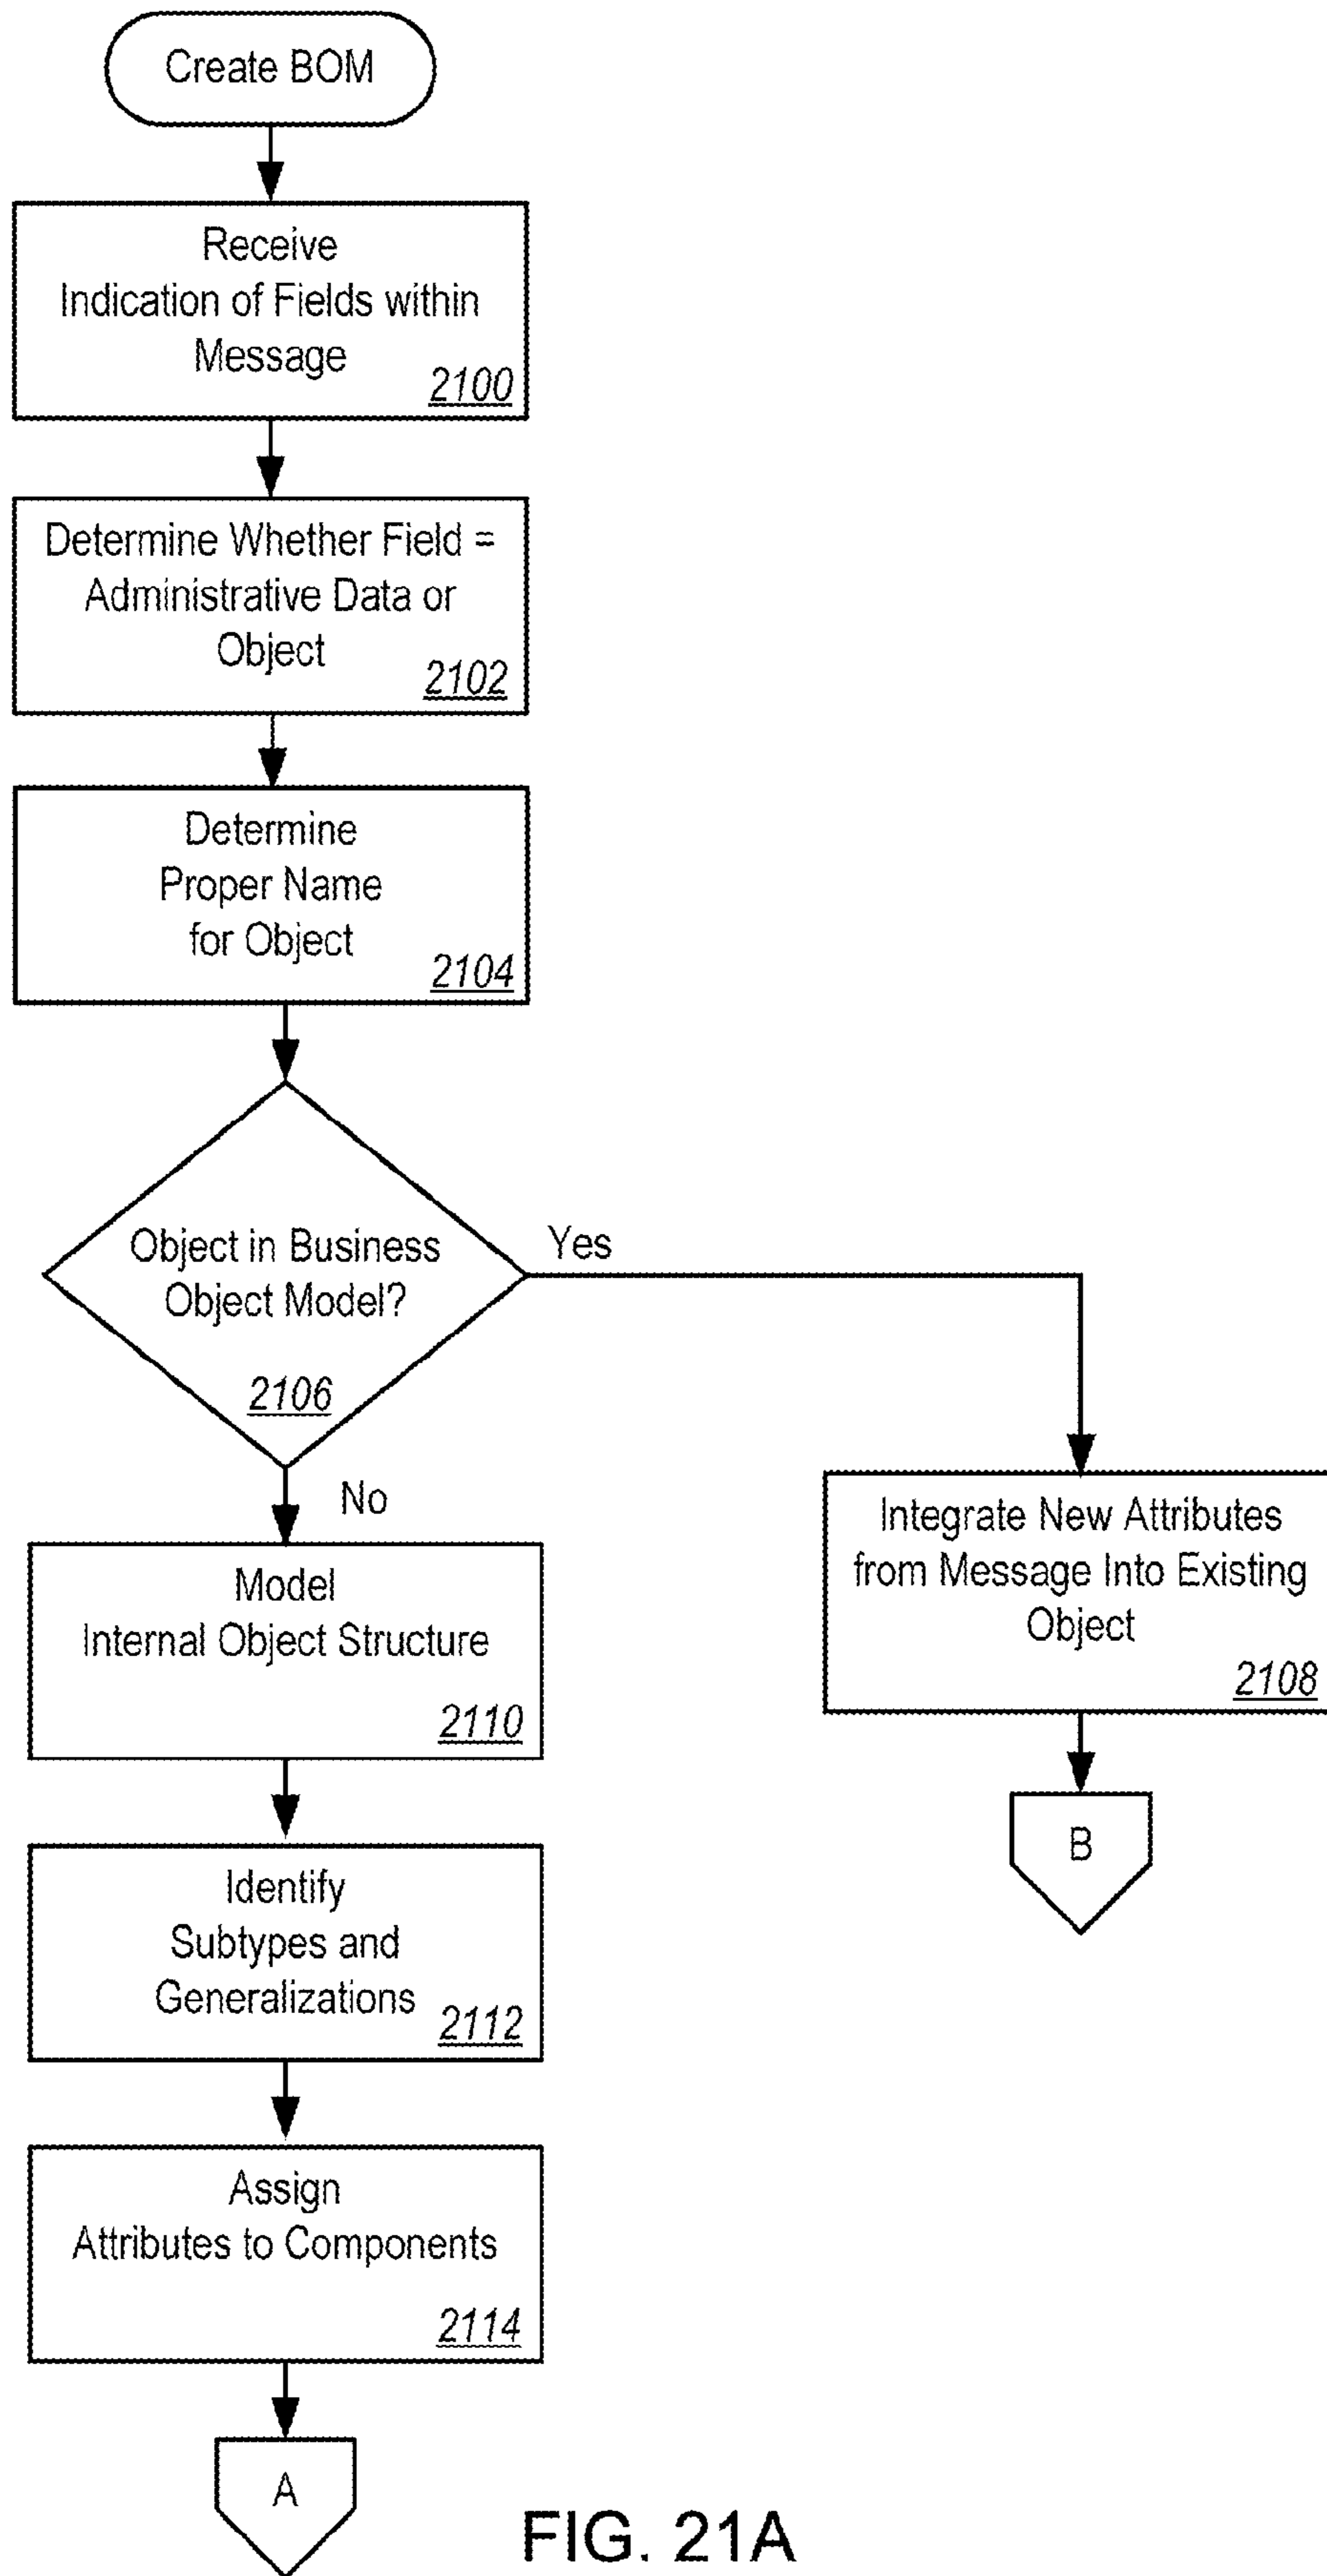 Create BOM
Receive
Indication of Fields within
Message
2100
Determine Whether Field =
Administrative Data or
Object
2102
Determine
Proper Name
for Object
2104
Object in Business
Object Model?
2106
Yes
No
Integrate New Attributes
from Message Into Existing
Object
2108
B
Model
Internal Object Structure
2110
Identify
Subtypes and
Generalizations
2112
Assign
Attributes to Components
2114
A
FIG. 21A